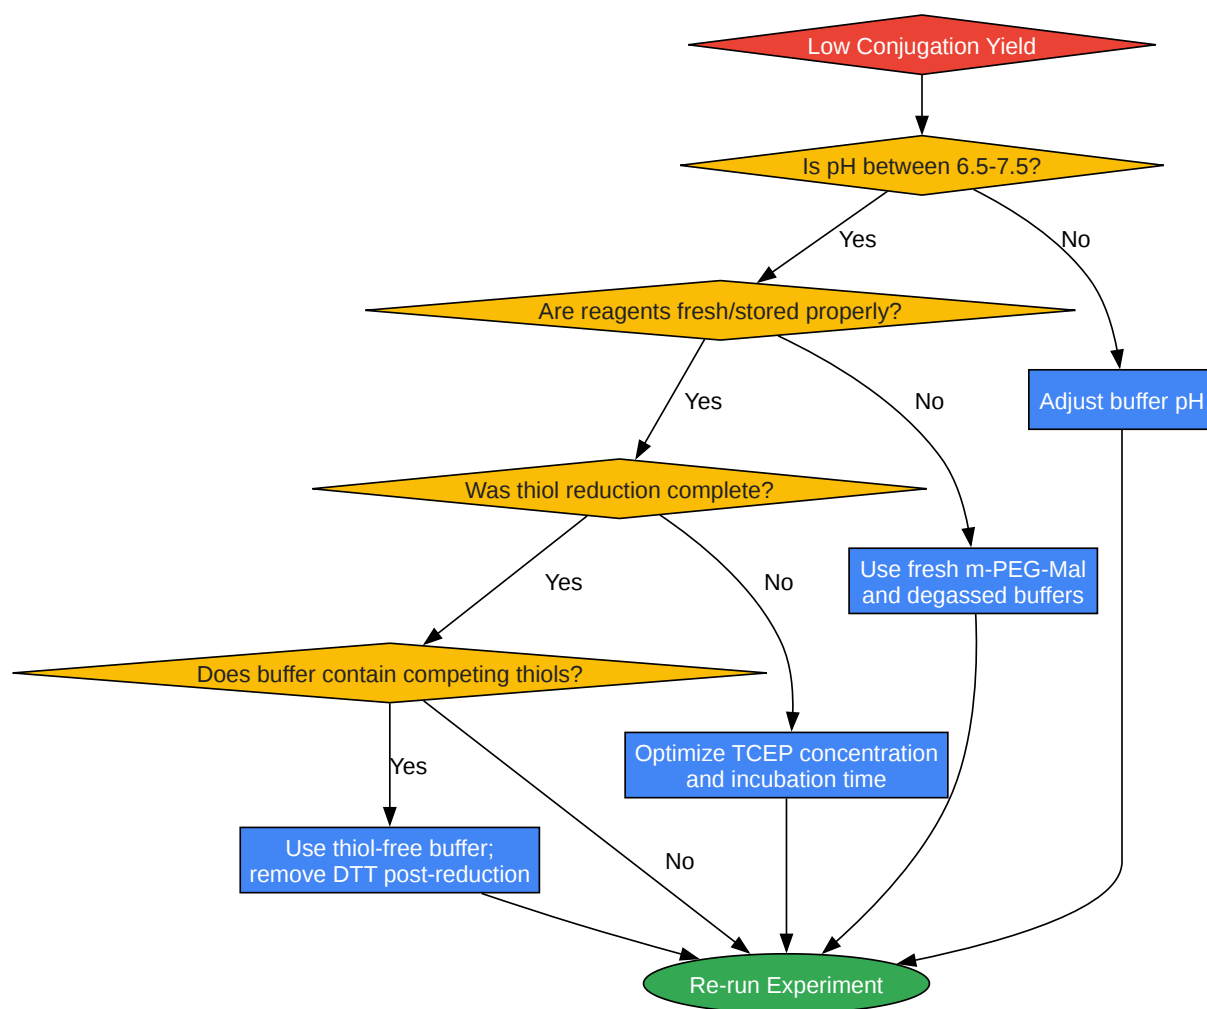 Low Conjugation Yield
Is pH between 6.5-7.5?
Yes
No
Are reagents fresh/stored properly?
Yes
No
Adjust buffer pH
Was thiol reduction complete?
Yes
No
Use fresh m-PEG-Mal
and degassed buffers
Does buffer contain competing thiols?
Yes
Optimize TCEP concentration
and incubation time
Use thiol-free buffer;
remove DTT post-reduction
No
Re-run Experiment